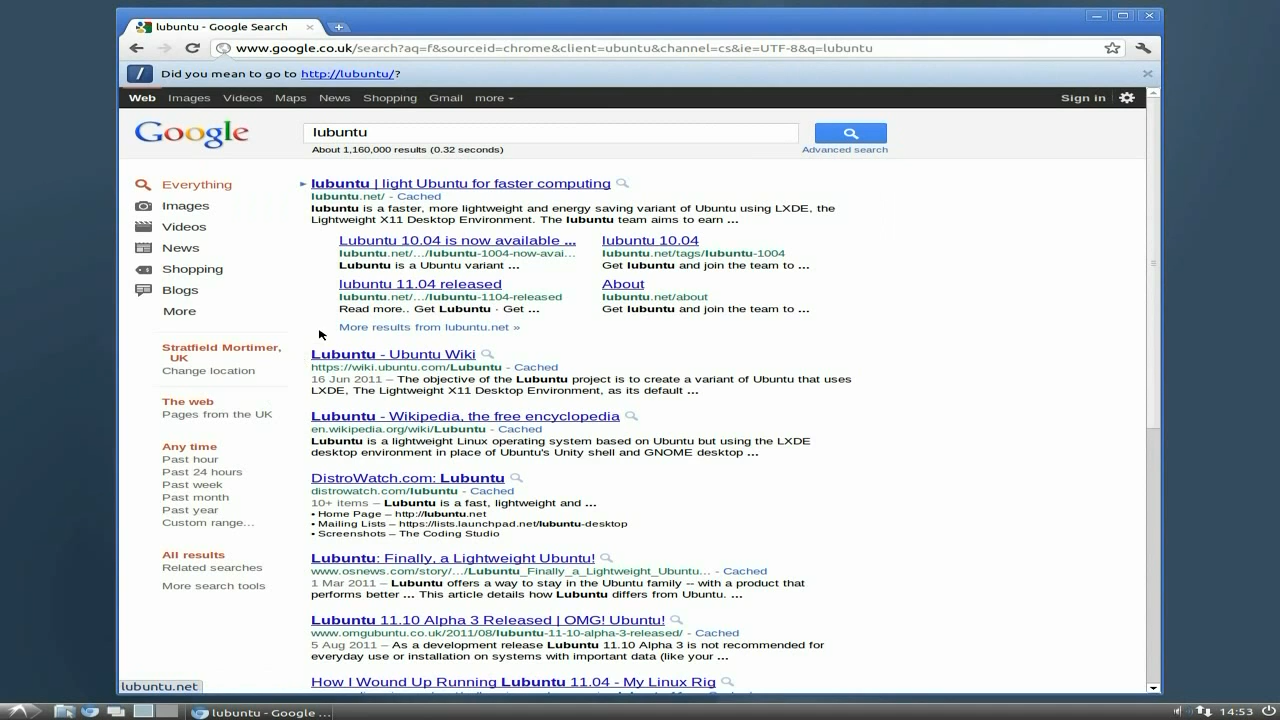 lubuntu - Google Search
www.google.co.uk/search?aq=f&sourceid=chrome&client=ubuntu&channel=cs&ie=UTF-8&q=lubuntu
Did you mean to go to http://lubuntu/?
Web Images Videos Maps News Shopping Gmail more Sign in
Google
lubuntu
About 1,160,000 results (0.32 seconds)
Advanced search
Everything
Images
Videos
News
Shopping
Blogs
More
Stratfield Mortimer, UK
Change location
The web
Pages from the UK
Any time
Past hour
Past 24 hours
Past week
Past month
Past year
Custom range...
All results
Related searches
More search tools
lubuntu | light Ubuntu for faster computing
lubuntu.net/ - Cached
lubuntu is a faster, more lightweight and energy saving variant of Ubuntu using LXDE, the
Lightweight X11 Desktop Environment. The lubuntu team aims to earn ...
Lubuntu 10.04 is now available ...
lubuntu.net/.../lubuntu-1004-now-avai...
Lubuntu is a Ubuntu variant ...
lubuntu 10.04
lubuntu.net/tags/lubuntu-1004
Get lubuntu and join the team to ...
lubuntu 11.04 released
lubuntu.net/.../lubuntu-1104-released
Read more.. Get Lubuntu · Get ...
About
lubuntu.net/about
Get lubuntu and join the team to ...
More results from lubuntu.net »
Lubuntu - Ubuntu Wiki
https://wiki.ubuntu.com/Lubuntu - Cached
16 Jun 2011 – The objective of the Lubuntu project is to create a variant of Ubuntu that uses
LXDE, The Lightweight X11 Desktop Environment, as its default ...
Lubuntu - Wikipedia, the free encyclopedia
en.wikipedia.org/wiki/Lubuntu - Cached
Lubuntu is a lightweight Linux operating system based on Ubuntu but using the LXDE
desktop environment in place of Ubuntu's Unity shell and GNOME desktop ...
DistroWatch.com: Lubuntu
distrowatch.com/lubuntu - Cached
10+ items – Lubuntu is a fast, lightweight and ...
• Home Page – http://lubuntu.net
• Mailing Lists – https://lists.launchpad.net/lubuntu-desktop
• Screenshots – The Coding Studio
Lubuntu: Finally, a Lightweight Ubuntu!
www.osnews.com/story/.../Lubuntu_Finally_a_Lightweight_Ubuntu... - Cached
1 Mar 2011 – Lubuntu offers a way to stay in the Ubuntu family -- with a product that
performs better ... This article details how Lubuntu differs from Ubuntu. ...
Lubuntu 11.10 Alpha 3 Released | OMG! Ubuntu!
www.omgubuntu.co.uk/2011/08/lubuntu-11-10-alpha-3-released/ - Cached
5 Aug 2011 – As a development release Lubuntu 11.10 Alpha 3 is not recommended for
everyday use or installation on systems with important data (like your ...
How I Wound Up Running Lubuntu 11.04 - My Linux Rig
lubuntu.net
lubuntu - Google ...
14:53